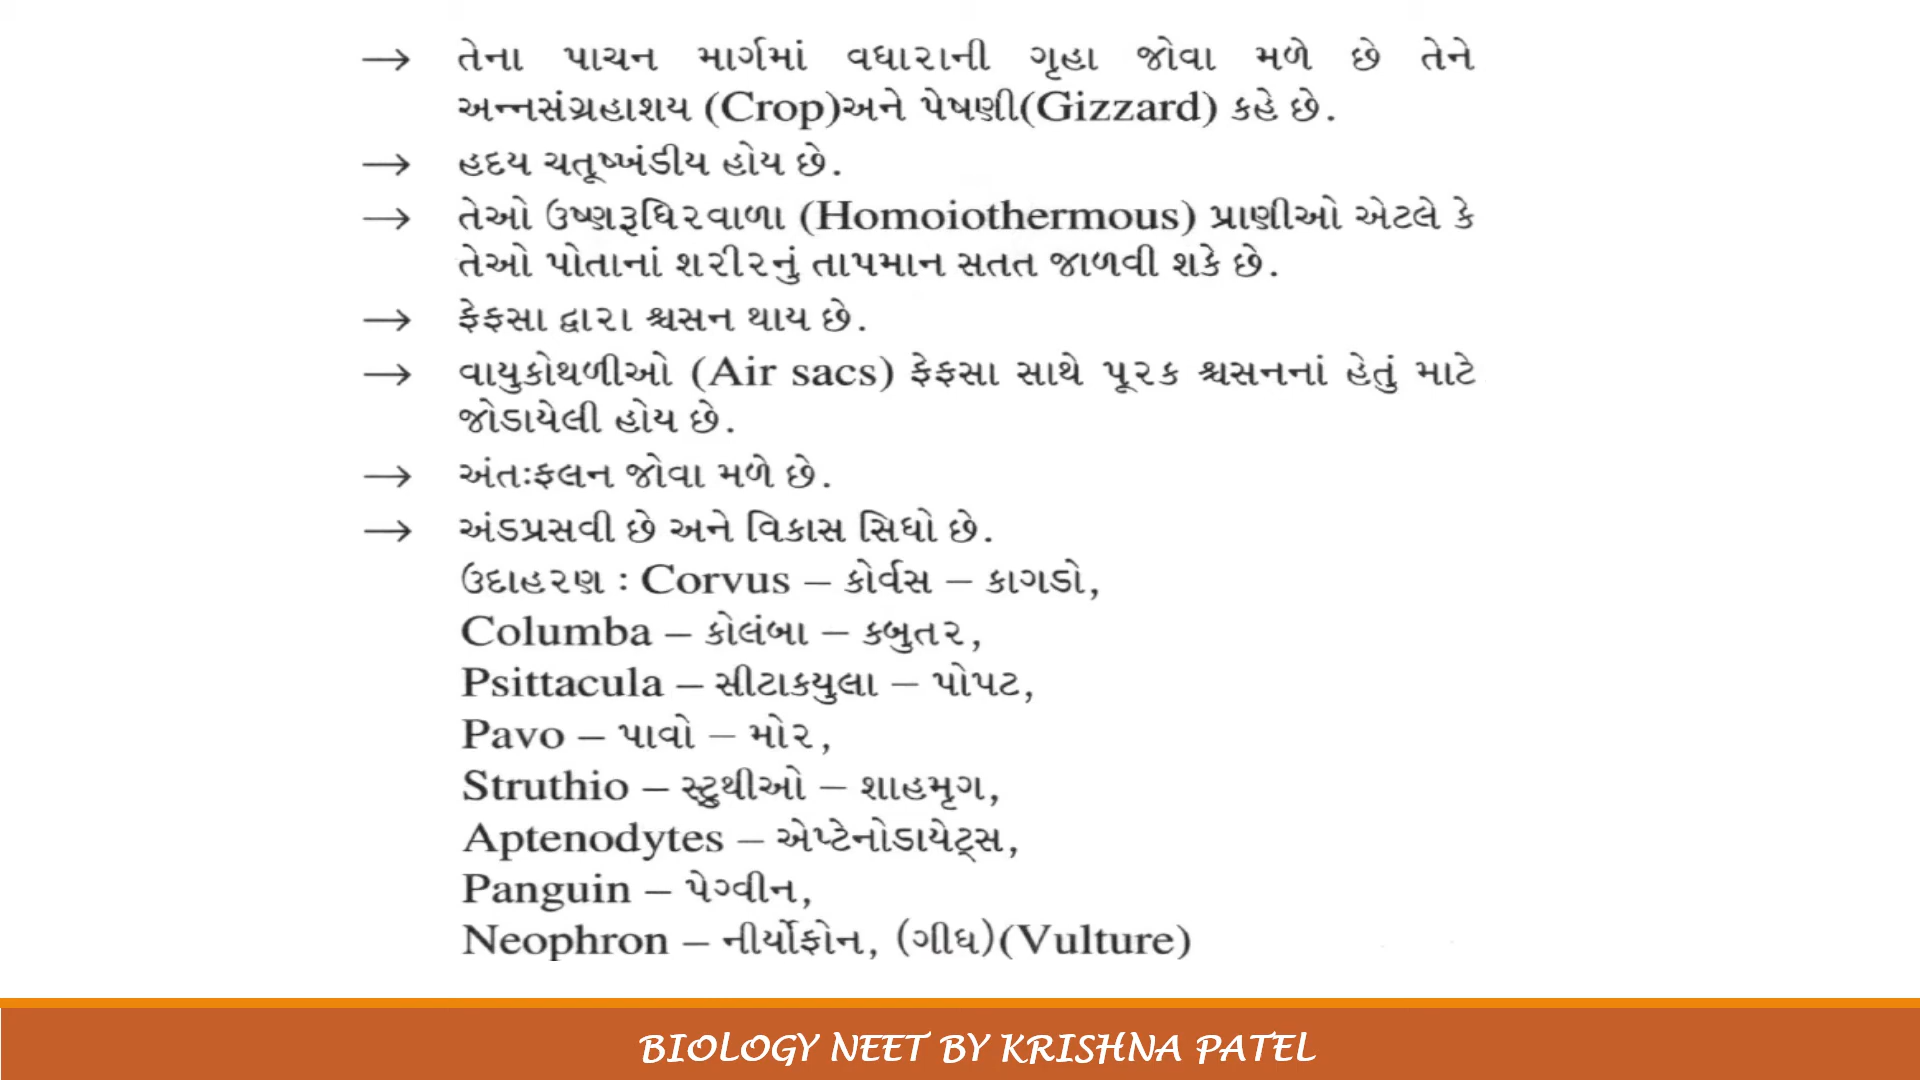 → તેના પાચન માર્ગમાં વધારાની ગૃહા જોવા મળે છે તેને
અન્નસંગ્રહાશય (Crop)અને પેષણી(Gizzard) કહે છે.
→ હદય ચતૂષ્ખંડીય હોય છે.
→ તેઓ ઉષ્ણરૂધિરવાળા (Homoiothermous) પ્રાણીઓ એટલે કે
તેઓ પોતાનાં શરીરનું તાપમાન સતત જાળવી શકે છે.
→ ફેફસા દ્વારા શ્વસન થાય છે.
→ વાયુકોથળીઓ (Air sacs) ફેફસા સાથે પૂરક શ્વસનનાં હેતું માટે
જોડાયેલી હોય છે.
→ અંતઃફલન જોવા મળે છે.
→ અંડપ્રસવી છે અને વિકાસ સિધો છે.
ઉદાહરણ : Corvus – કોર્વસ – કાગડો,
Columba – કોલંબા – કબુતર,
Psittacula – સીટાકયુલા – પોપટ,
Pavo – પાવો – મોર,
Struthio – સ્ટ્રુથીઓ – શાહમૃગ,
Aptenodytes – એપ્ટેનોડાયેટ્સ,
Panguin – પેગ્વીન,
Neophron – નીર્યોફોન, (ગીધ)(Vulture)
BIOLOGY NEET BY KRISHNA PATEL